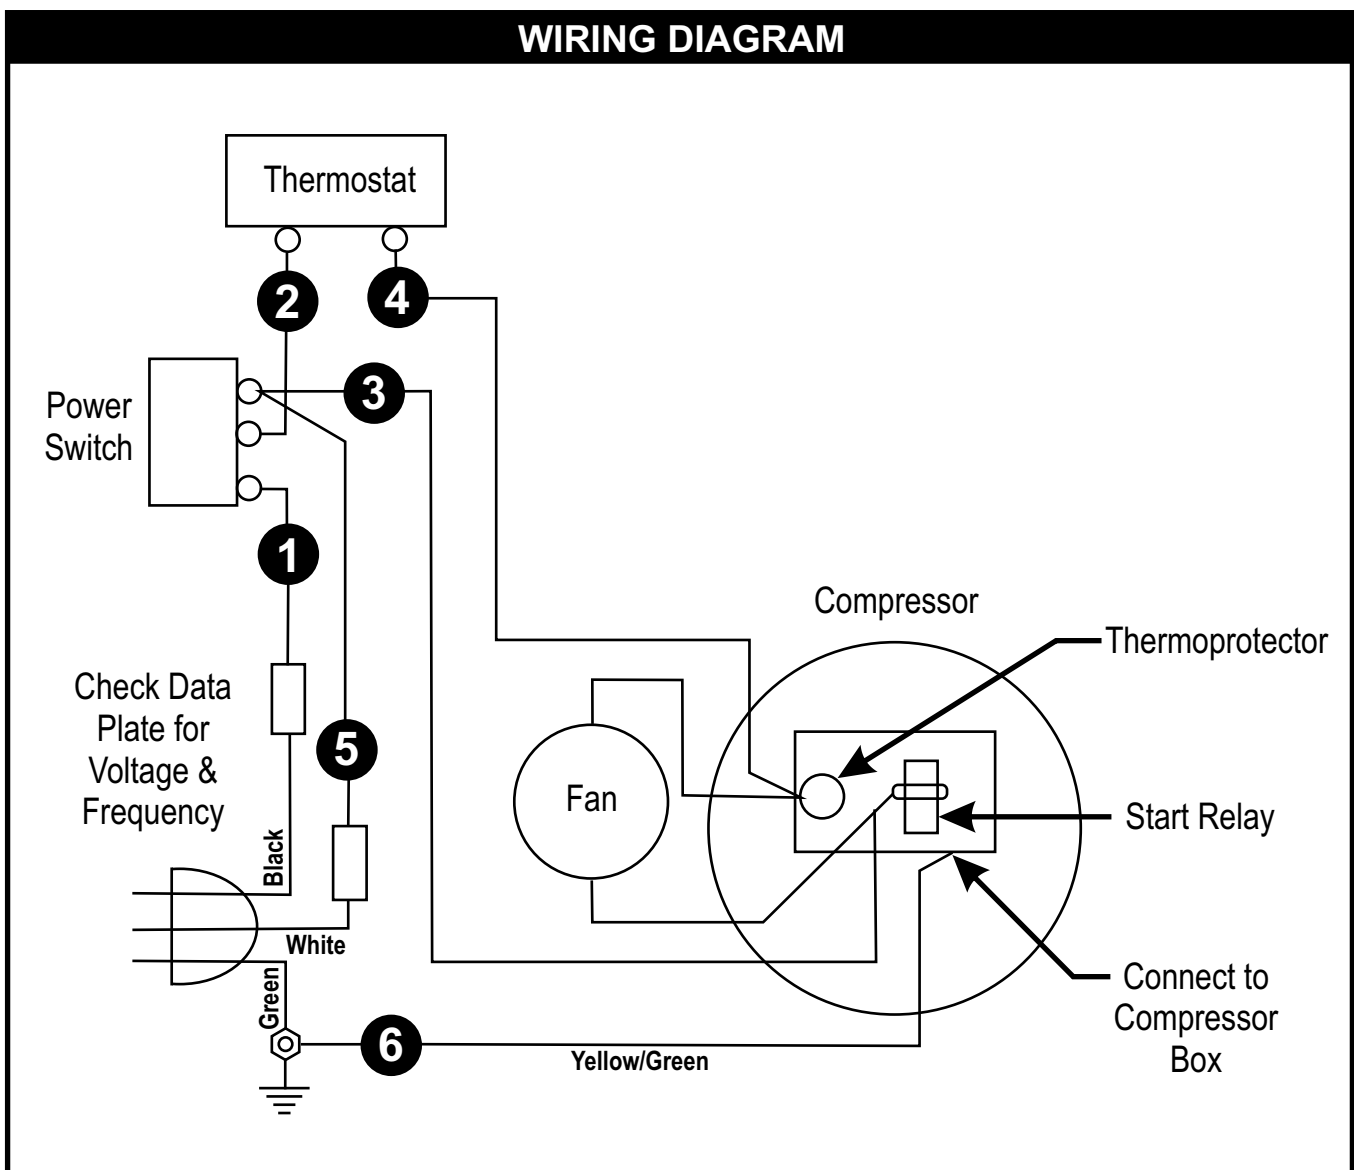 WIRING DIAGRAM
Thermostat
2
4
3
Power
Switch
1
Compressor
Thermoprotector
Check Data
Plate for
Voltage &
Frequency
5
Fan
Start Relay
Black
White
Green
Connect to
Compressor
Box
6
Yellow/Green